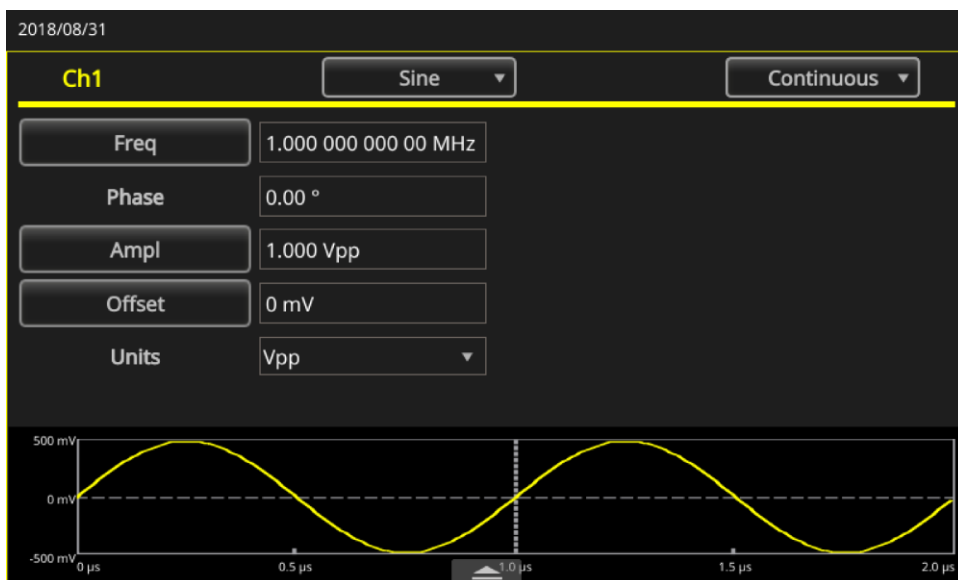 2018/08/31
Ch1 Sine Continuous
Freq 1.000 000 000 00 MHz
Phase 0.00 °
Ampl 1.000 Vpp
Offset 0 mV
Units Vpp
500 mV
0 mV
-500 mV
0 µs 0.5 µs 1.0 µs 1.5 µs 2.0 µs